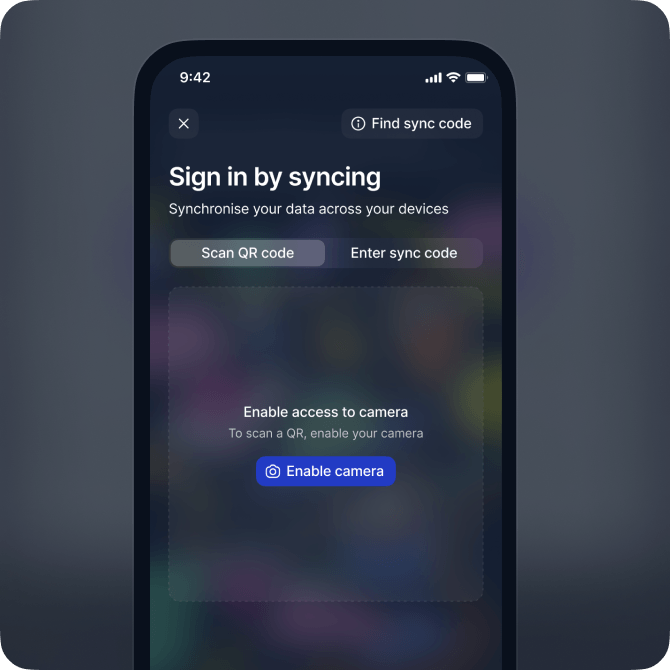 9:42
Find sync code
Sign in by syncing
Synchronise your data across your devices
Scan QR code
Enter sync code
Enable access to camera
To scan a QR, enable your camera
Enable camera